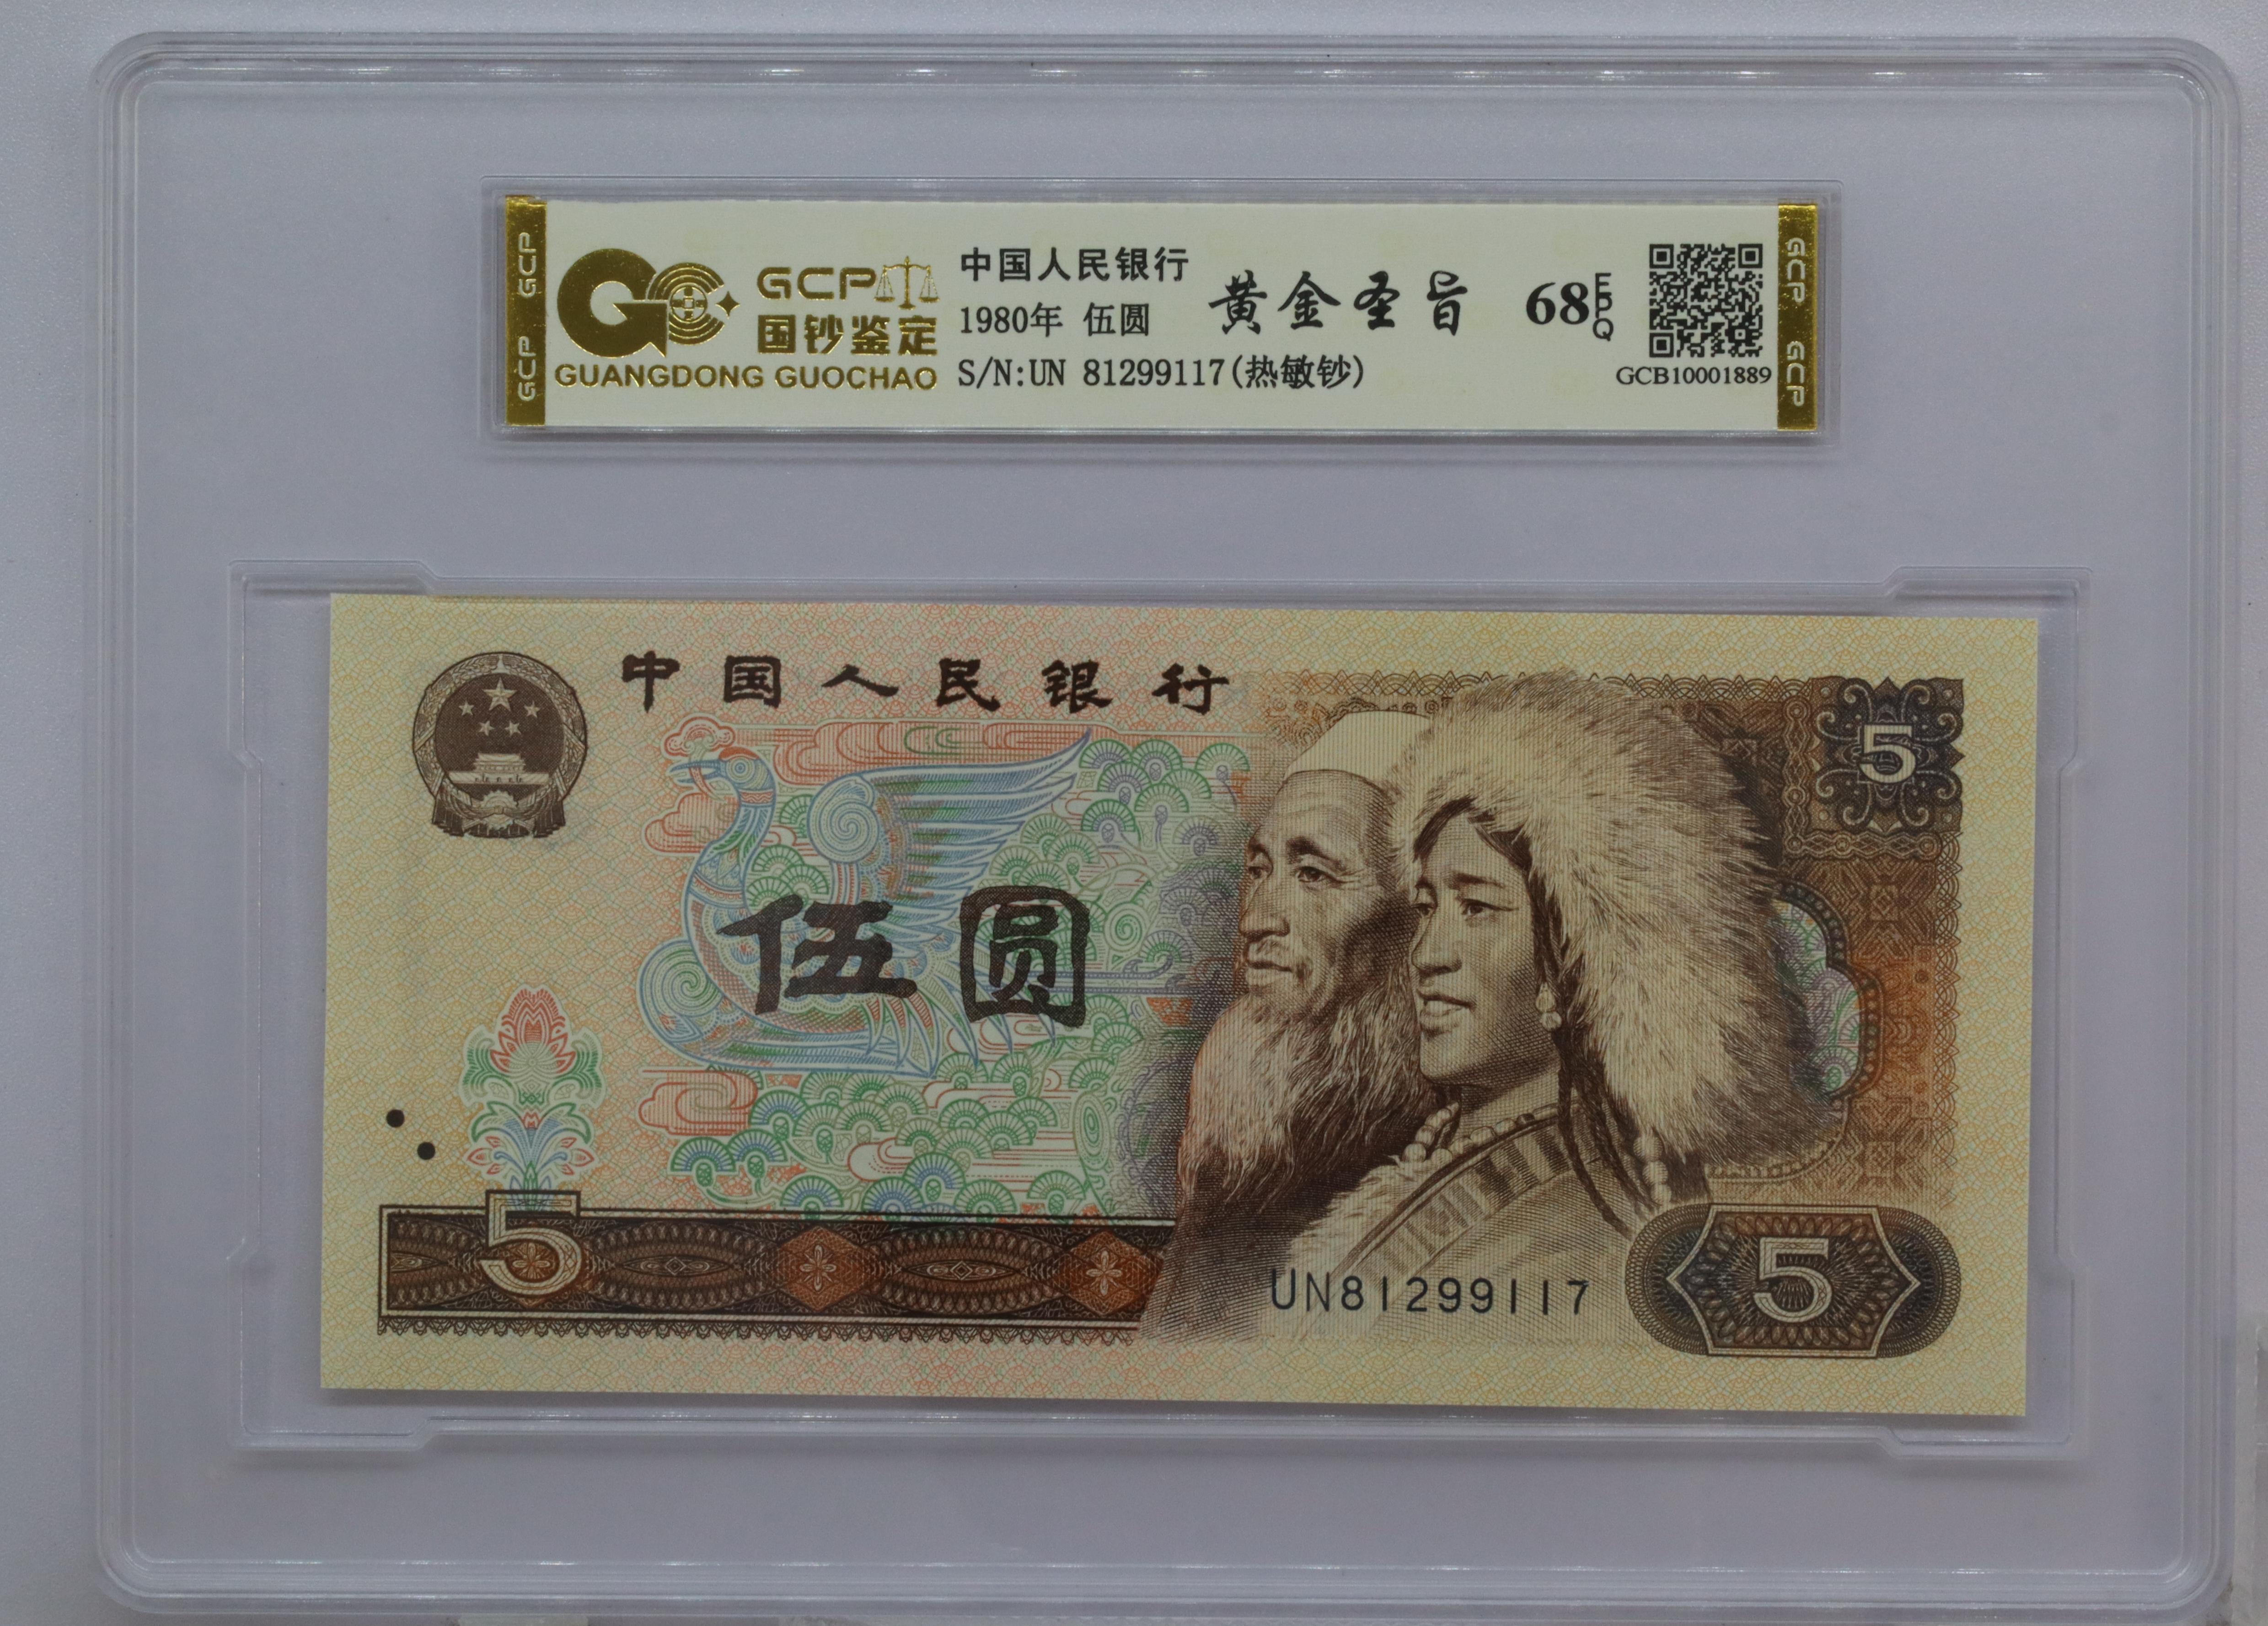 GCP GCP
GCP
国钞鉴定
GUANGDONG GUOCHAO
中国人民银行
1980年 伍圆
S/N:UN 81299117(热敏钞)
黄金圣旨
68 EPQ
GCB10001889
GCP GCP
中国人民银行
5
伍圆
5
UN81299117
5